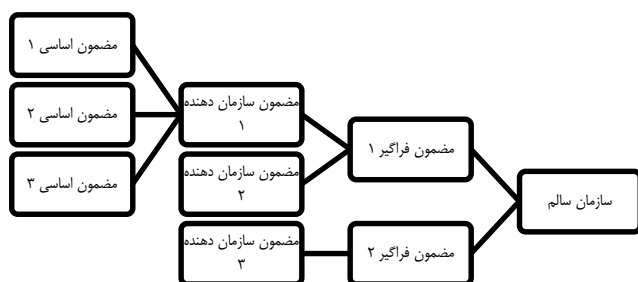 سازمان سالم
مضمون فراگیر ۱
مضمون فراگیر ۲
مضمون سازمان دهنده
۱
مضمون سازمان دهنده
۲
مضمون سازمان دهنده
۳
مضمون اساسی ۱
مضمون اساسی ۲
مضمون اساسی ۳